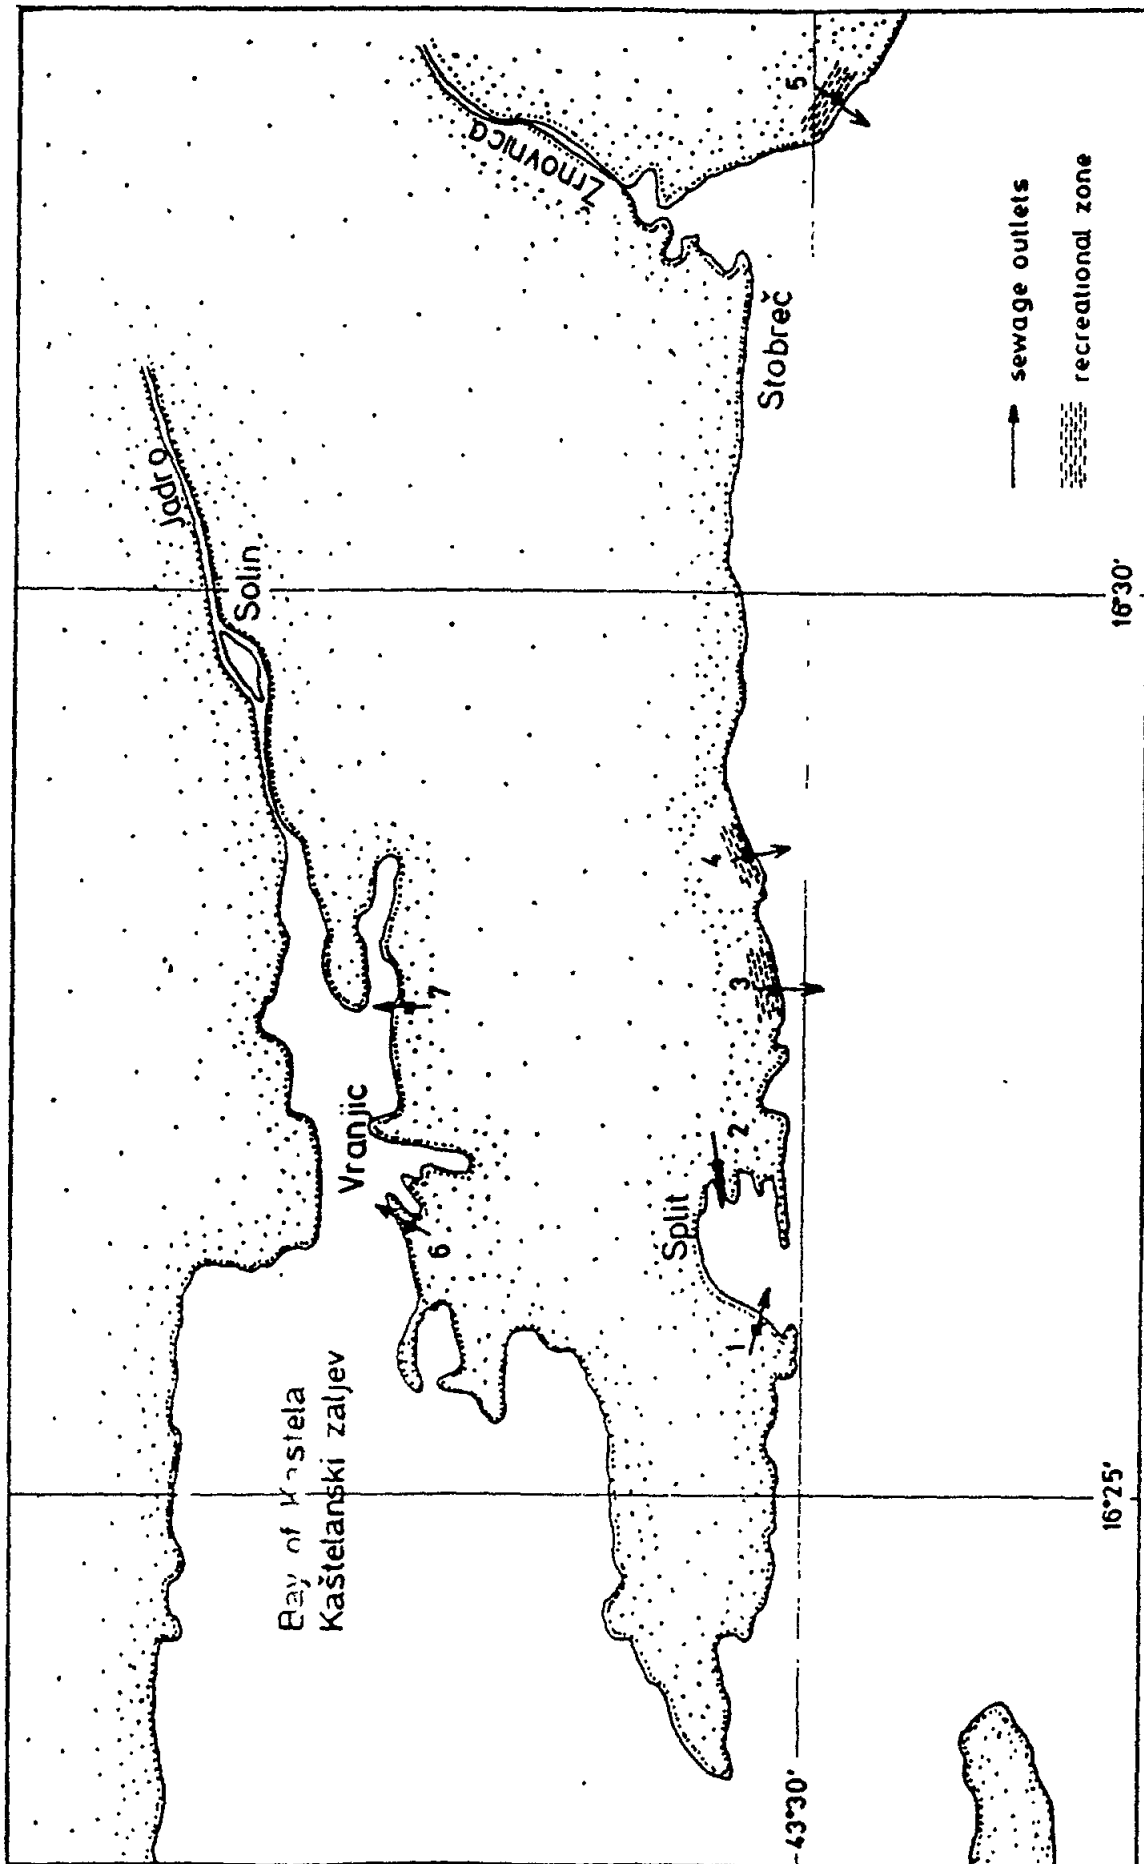 Jadro
Solin
Žrnovnica
5
Bay of Kastela
Kaštelanski zaljev
Vranjic
6
7
Split
1
2
3
4
Stobreč
43°30'
16°25'
16°30'
sewage outlets
recreational zone